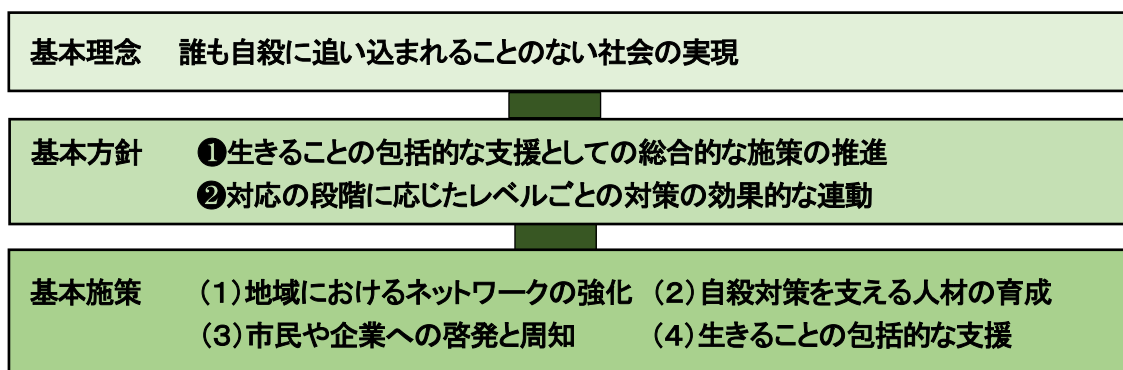 基本理念　誰も自殺に追い込まれることのない社会の実現
基本方針　❶生きることの包括的な支援としての総合的な施策の推進
❷対応の段階に応じたレベルごとの対策の効果的な連動
基本施策　（１）地域におけるネットワークの強化　（２）自殺対策を支える人材の育成
（３）市民や企業への啓発と周知　（４）生きることの包括的な支援